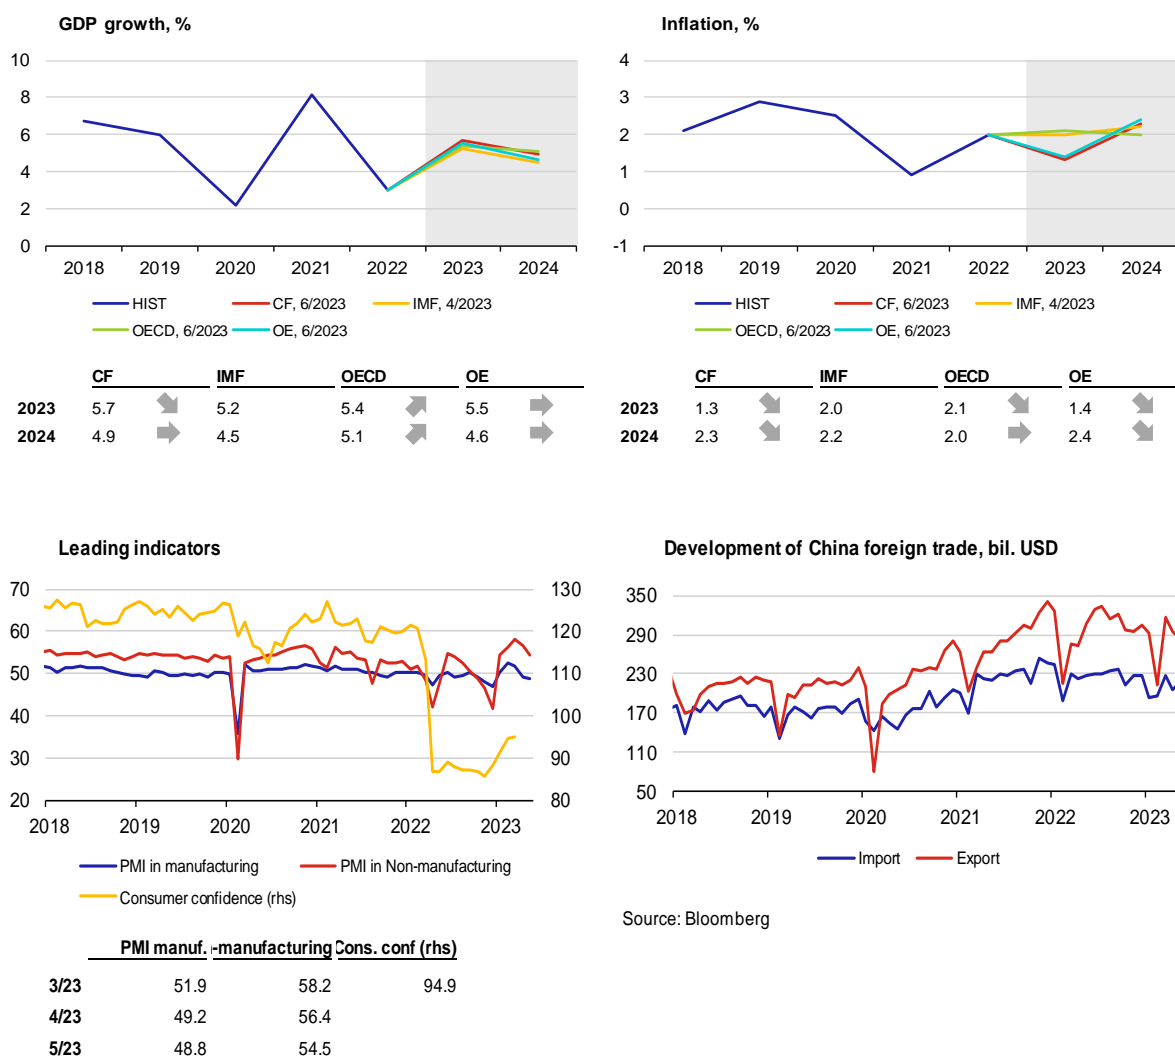 GDP growth, %
10
8
6
4
2
0
2018 2019 2020 2021 2022 2023 2024
HIST CF, 6/2023 IMF, 4/2023
OECD, 6/2023 OE, 6/2023
CF IMF OECD OE
2023 5.7 5.2 5.4 5.5
2024 4.9 4.5 5.1 4.6
Inflation, %
4
3
2
1
0
-1
2018 2019 2020 2021 2022 2023 2024
HIST CF, 6/2023 IMF, 4/2023
OECD, 6/2023 OE, 6/2023
CF IMF OECD OE
2023 1.3 2.0 2.1 1.4
2024 2.3 2.2 2.0 2.4
Leading indicators
70 130
60 120
50 110
40 100
30 90
20 80
2018 2019 2020 2021 2022 2023
PMI in manufacturing PMI in Non-manufacturing
Consumer confidence (rhs)
PMI manuf. -manufacturing Cons. conf (rhs)
3/23 51.9 58.2 94.9
4/23 49.2 56.4
5/23 48.8 54.5
Development of China foreign trade, bil. USD
350
290
230
170
110
50
2018 2019 2020 2021 2022 2023
Import Export
Source: Bloomberg